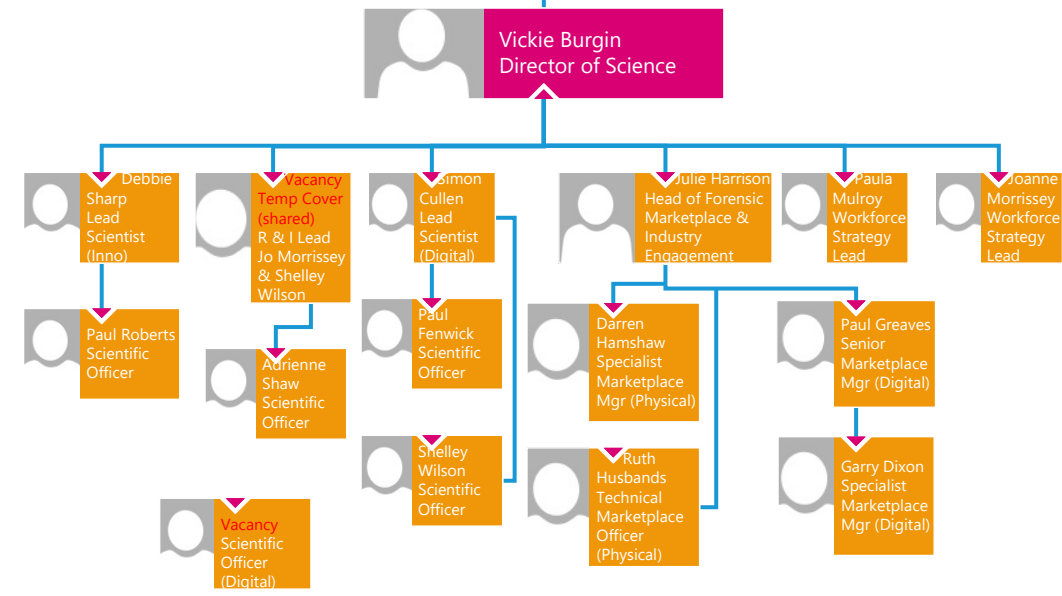 Vickie Burgin
Director of Science
Debbie
Sharp
Lead
Scientist
(Inno)
Vacancy
Temp Cover
(shared)
R & I Lead
Jo Morrissey
& Shelley
Wilson
Simon
Cullen
Lead
Scientist
(Digital)
Julie Harrison
Head of Forensic
Marketplace &
Industry
Engagement
Paula
Mulroy
Workforce
Strategy
Lead
Joanne
Morrissey
Workforce
Strategy
Lead
Paul Roberts
Scientific
Officer
Adrienne
Shaw
Scientific
Officer
Paul
Fenwick
Scientific
Officer
Darren
Hamshaw
Specialist
Marketplace
Mgr (Physical)
Paul Greaves
Senior
Marketplace
Mgr (Digital)
Shelley
Wilson
Scientific
Officer
Ruth
Husbands
Technical
Marketplace
Officer
(Physical)
Garry Dixon
Specialist
Marketplace
Mgr (Digital)
Vacancy
Scientific
Officer
(Digital)